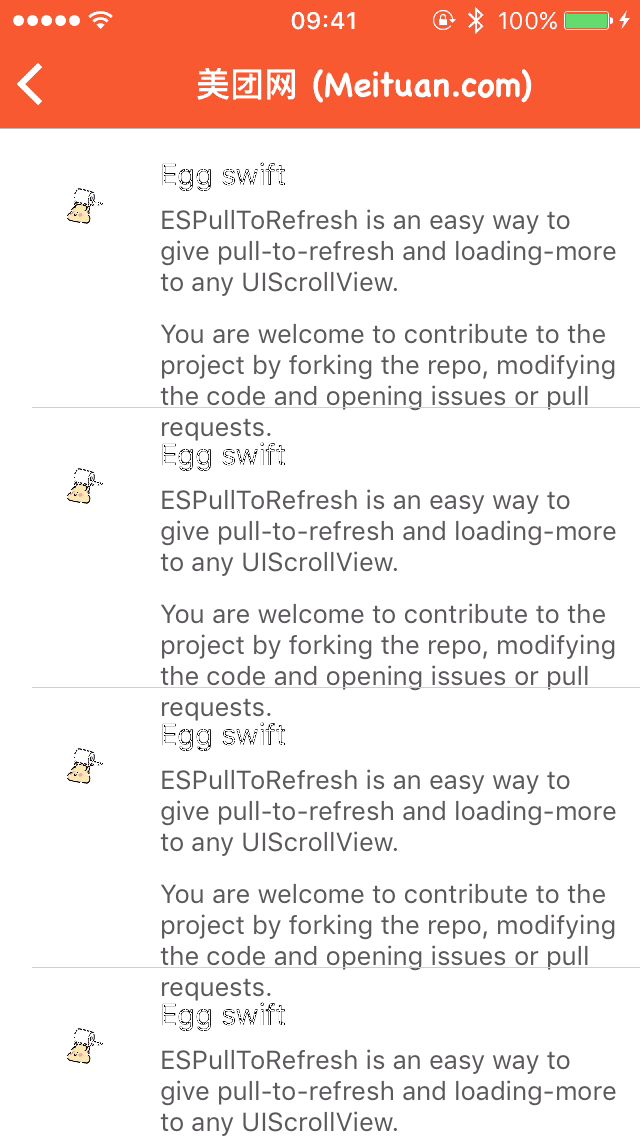 09:41
100%
美团网 (Meituan.com)
Egg swift
ESPullToRefresh is an easy way to
give pull-to-refresh and loading-more
to any UIScrollView.
You are welcome to contribute to the
project by forking the repo, modifying
the code and opening issues or pull
requests.
Egg swift
ESPullToRefresh is an easy way to
give pull-to-refresh and loading-more
to any UIScrollView.
You are welcome to contribute to the
project by forking the repo, modifying
the code and opening issues or pull
requests.
Egg swift
ESPullToRefresh is an easy way to
give pull-to-refresh and loading-more
to any UIScrollView.
You are welcome to contribute to the
project by forking the repo, modifying
the code and opening issues or pull
requests.
Egg swift
ESPullToRefresh is an easy way to
give pull-to-refresh and loading-more
to any UIScrollView.